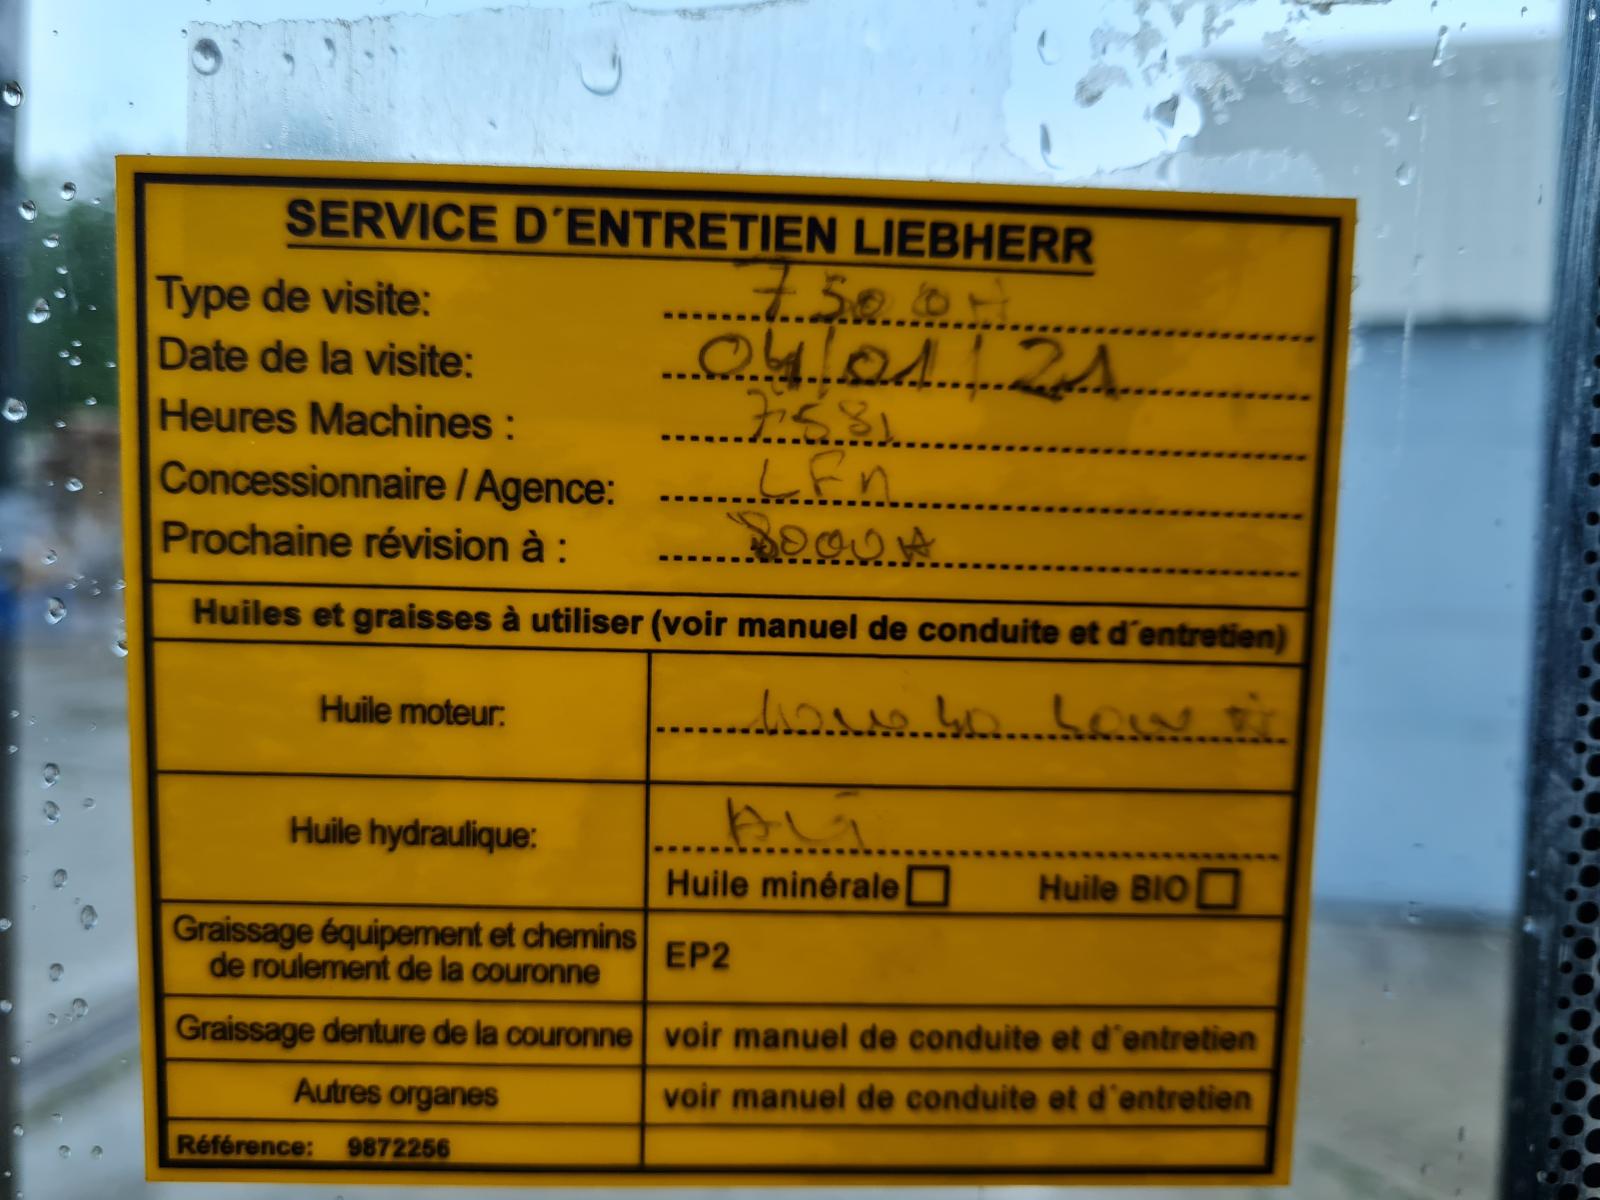 SERVICE D´ENTRETIEN LIEBHERR
Type de visite: 7500H
Date de la visite: 04/01/21
Heures Machines : 7581
Concessionnaire / Agence: LFn
Prochaine révision à : 8000H
Huiles et graisses à utiliser (voir manuel de conduite et d´entretien)
Huile moteur:
Huile hydraulique:
Huile minérale Huile BIO
Graissage équipement et chemins
de roulement de la couronne
EP2
Graissage denture de la couronne voir manuel de conduite et d´entretien
Autres organes voir manuel de conduite et d´entretien
Référence: 9872256